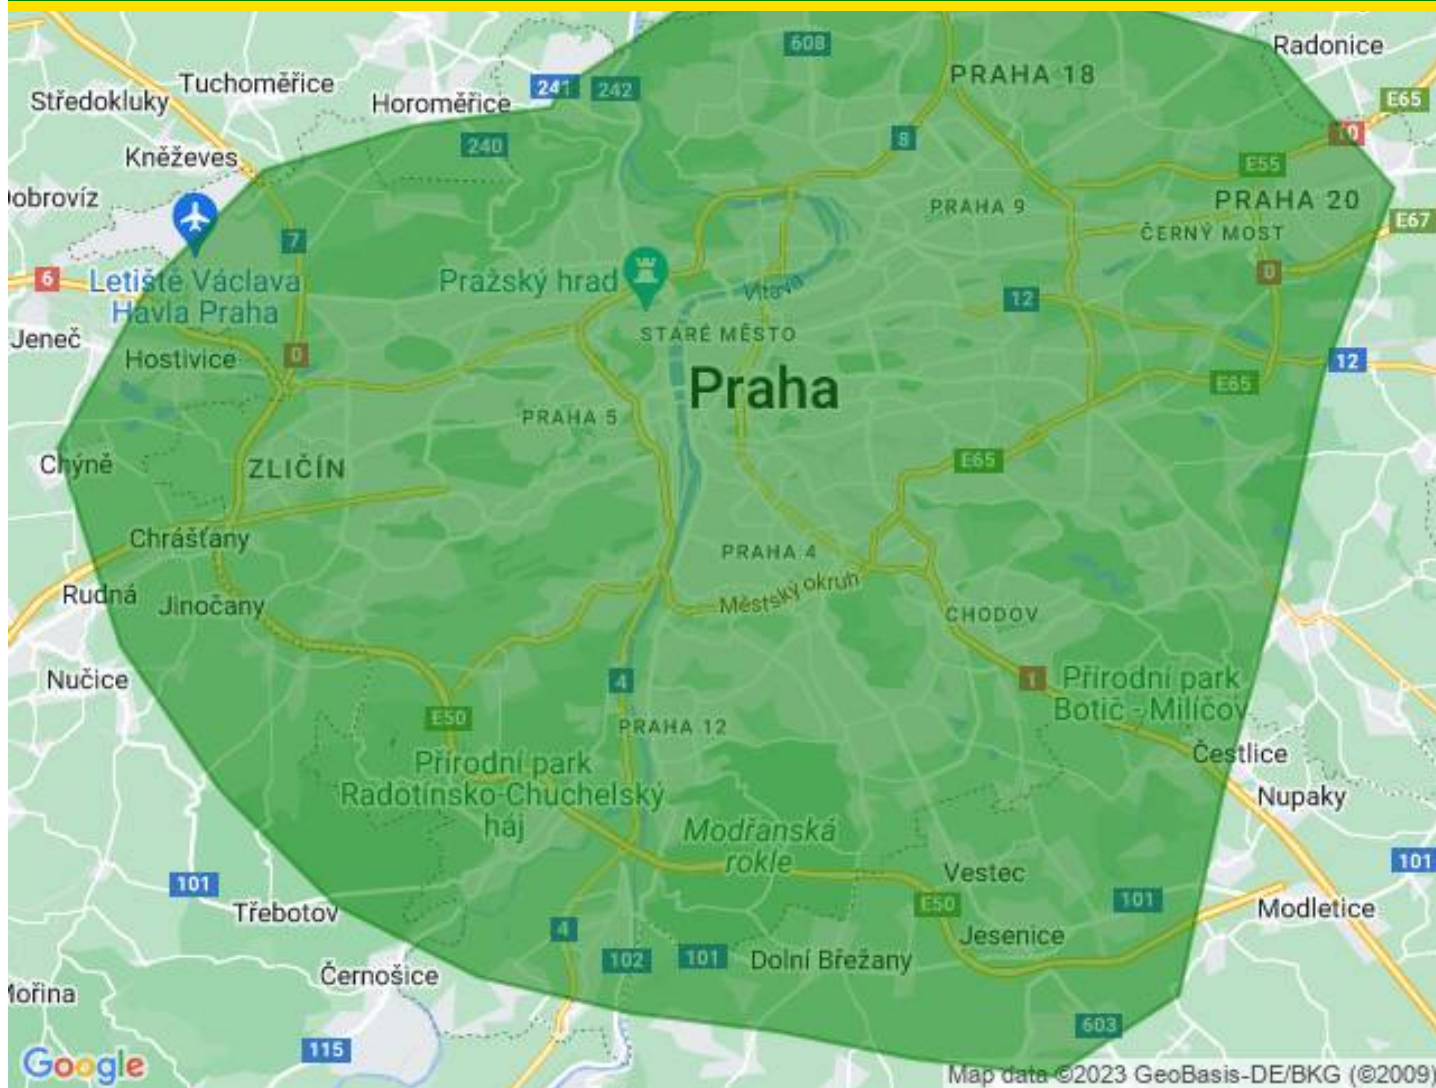 608
Radonice
PRAHA 18
Tuchoměřice
241
242
Středokluky
Horoměřice
E65
10
8
240
Kněževes
E55
obrovíz
PRAHA 9
PRAHA 20
E67
ČERNÝ MOST
7
6
Letiště Václava
Havla Praha
Pražský hrad
0
Vltava
12
Jeneč
STARÉ MĚSTO
Hostivice
0
12
Praha
E65
PRAHA 5
Chýně
ZLIČÍN
E65
Chrášťany
PRAHA 4
Rudná
Jinočany
Městský okruh
CHODOV
Nučice
4
1
Přírodní park
Botič - Milíčov
E50
PRAHA 12
Čestlice
Přírodní park
Radotínsko-Chuchelský
háj
Nupaky
Modřanská
rokle
101
Vestec
101
101
Třebotov
E50
Modletice
4
Jesenice
102
101
Dolní Břežany
Černošice
Mořina
603
115
Google
Map data ©2023 GeoBasis-DE/BKG (©2009)